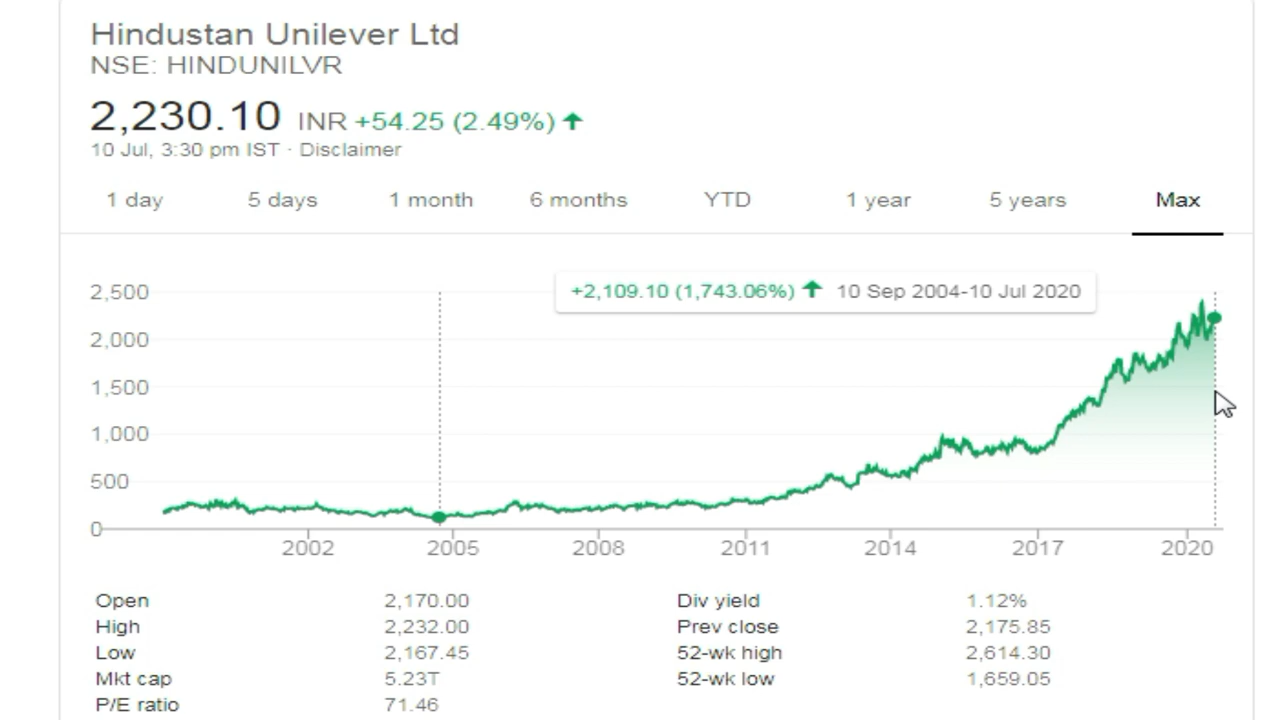 Hindustan Unilever Ltd
NSE: HINDUNILVR
2,230.10 INR +54.25 (2.49%) ↑
10 Jul, 3:30 pm IST · Disclaimer
1 day 5 days 1 month 6 months YTD 1 year 5 years Max
+2,109.10 (1,743.06%) ↑ 10 Sep 2004-10 Jul 2020
2,500
2,000
1,500
1,000
500
0
2002 2005 2008 2011 2014 2017 2020
Open 2,170.00 Div yield 1.12%
High 2,232.00 Prev close 2,175.85
Low 2,167.45 52-wk high 2,614.30
Mkt cap 5.23T 52-wk low 1,659.05
P/E ratio 71.46